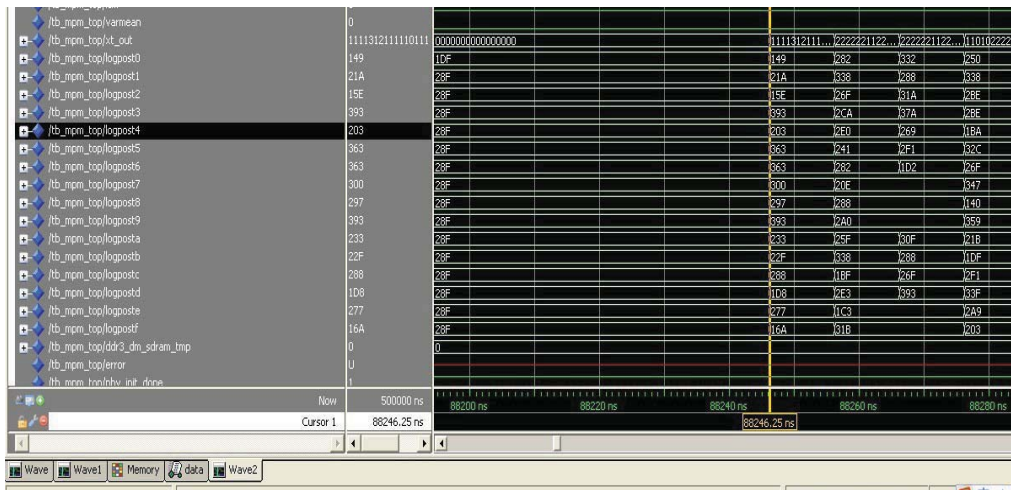 /tb_mpm_top/varmean 0
/tb_mpm_top/xt_out 1111312111110111 0000000000000000 1111312111... 2222221122... 2222221122... 110102222
/tb_mpm_top/logpost0 149 1DF 149 282 332 250
/tb_mpm_top/logpost1 21A 28F 21A 338 288 338
/tb_mpm_top/logpost2 15E 28F 15E 26F 31A 2BE
/tb_mpm_top/logpost3 393 28F 393 2CA 37A 2BE
/tb_mpm_top/logpost4 203 28F 203 2E0 269 1BA
/tb_mpm_top/logpost5 363 28F 363 241 2F1 32C
/tb_mpm_top/logpost6 363 28F 363 282 1D2 26F
/tb_mpm_top/logpost7 300 28F 300 20E 347
/tb_mpm_top/logpost8 297 28F 297 288 140
/tb_mpm_top/logpost9 393 28F 393 2A0 359
/tb_mpm_top/logposta 233 28F 233 25F 30F 21B
/tb_mpm_top/logpostb 22F 28F 22F 338 288 1DF
/tb_mpm_top/logpostc 288 28F 288 1BF 26F 2F1
/tb_mpm_top/logpostd 1D8 28F 1D8 2E3 393 33F
/tb_mpm_top/logposte 277 28F 277 1C3 2A9
/tb_mpm_top/logpostf 16A 28F 16A 31B 203
/tb_mpm_top/ddr3_dm_sdram_tmp 0 0
/tb_mpm_top/error U
/tb_mpm_top/phy_init_done 1
Now 500000 ns 88200 ns 88220 ns 88240 ns 88260 ns 88280 ns
Cursor 1 88246.25 ns 88246.25 ns
Wave Wave1 Memory data Wave2